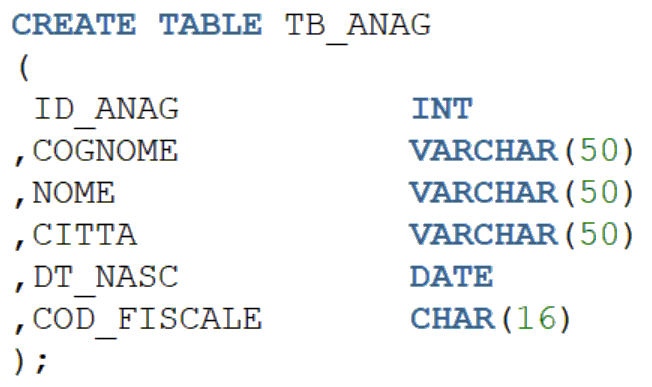 CREATE TABLE TB_ANAG
(
ID_ANAG INT
,COGNOME VARCHAR(50)
,NOME VARCHAR(50)
,CITTA VARCHAR(50)
,DT_NASC DATE
,COD_FISCALE CHAR(16)
);